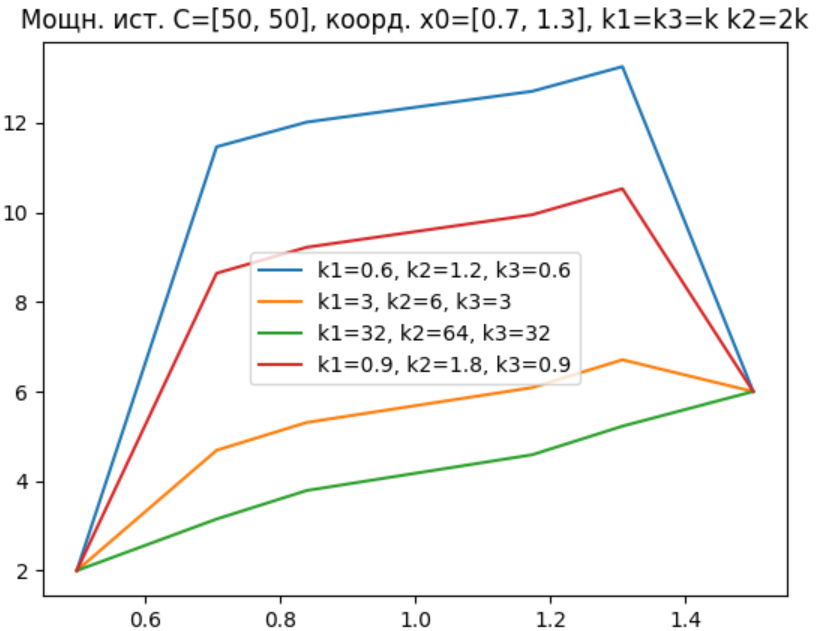 Мощн. ист. C=[50, 50], коорд. x0=[0.7, 1.3], k1=k3=k k2=2k
12
10
8
6
4
2
k1=0.6, k2=1.2, k3=0.6
k1=3, k2=6, k3=3
k1=32, k2=64, k3=32
k1=0.9, k2=1.8, k3=0.9
0.6 0.8 1.0 1.2 1.4